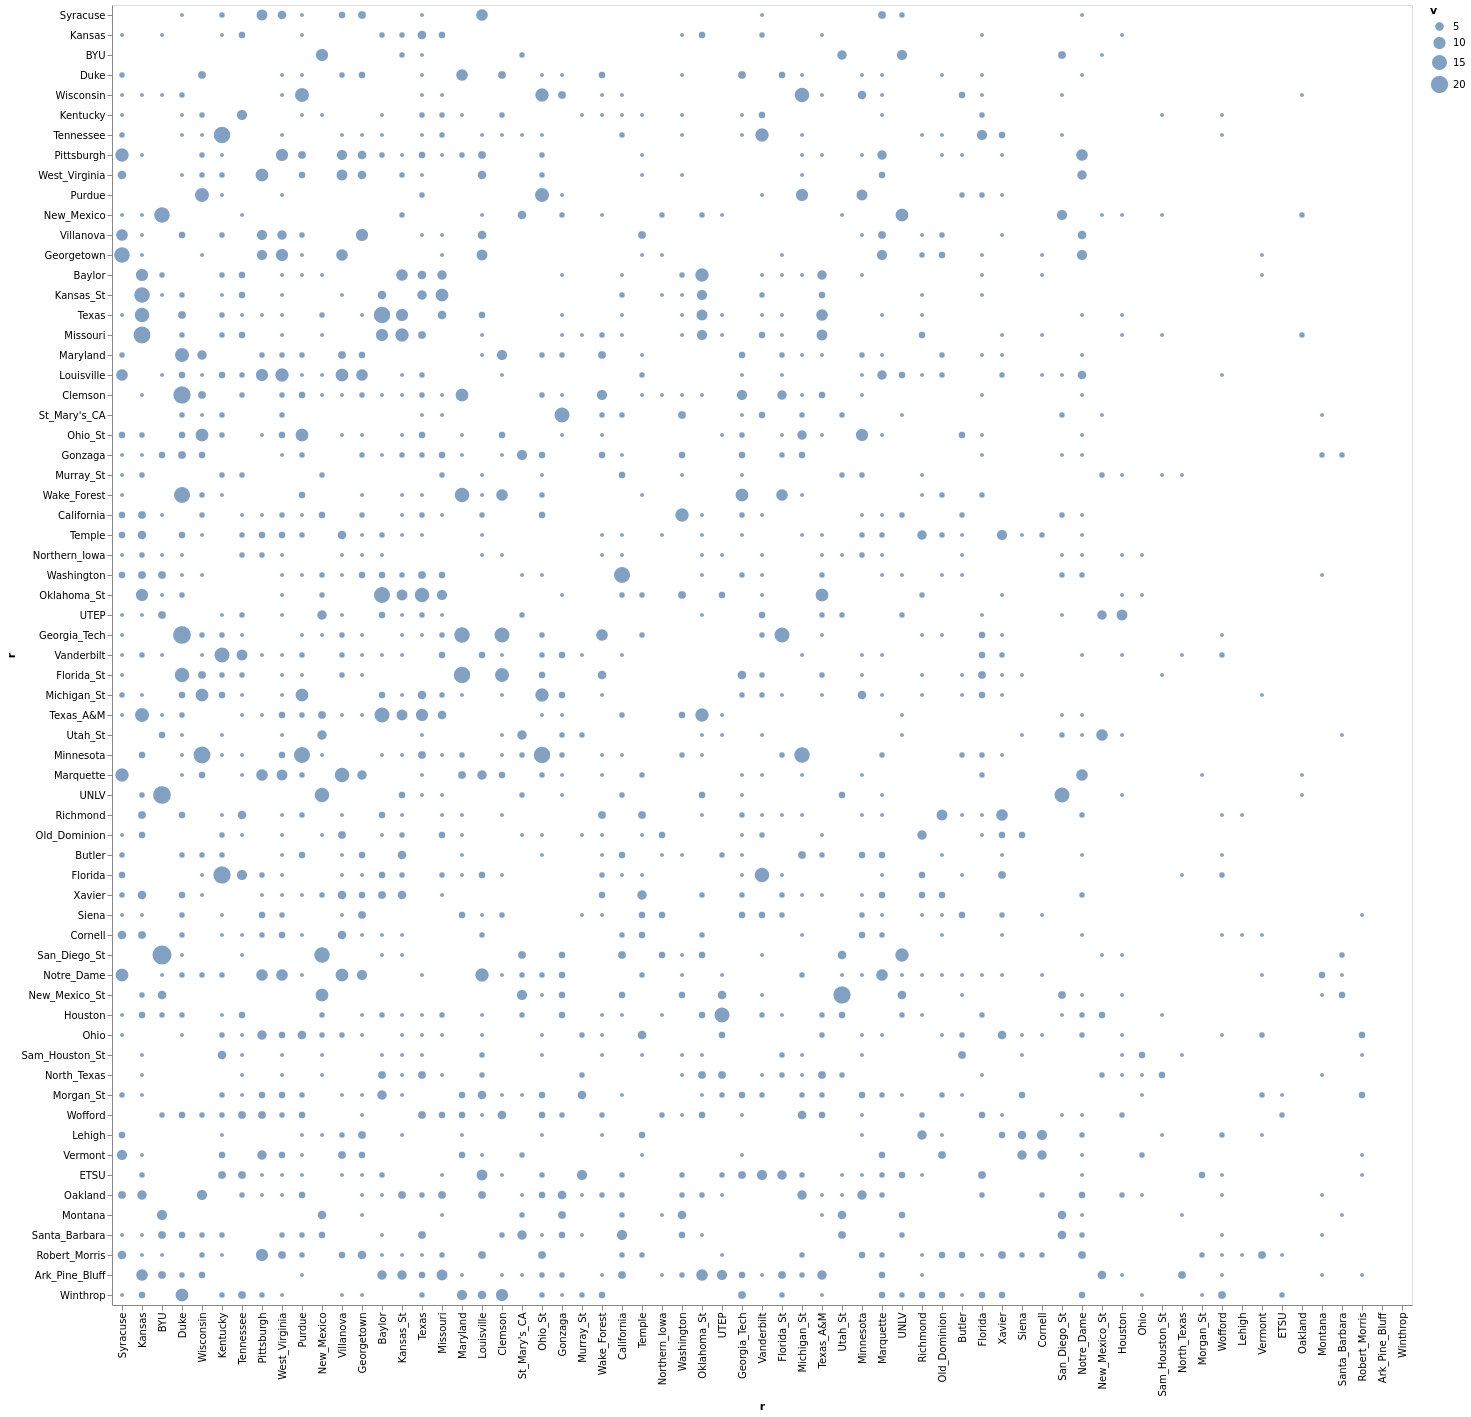 v
5
10
15
20
Syracuse
Kansas
BYU
Duke
Wisconsin
Kentucky
Tennessee
Pittsburgh
West_Virginia
Purdue
New_Mexico
Villanova
Georgetown
Baylor
Kansas_St
Texas
Missouri
Maryland
Louisville
Clemson
St_Mary's_CA
Ohio_St
Gonzaga
Murray_St
Wake_Forest
California
Temple
Northern_Iowa
Washington
Oklahoma_St
UTEP
Georgia_Tech
Vanderbilt
Florida_St
Michigan_St
Texas_A&M
Utah_St
Minnesota
Marquette
UNLV
Richmond
Old_Dominion
Butler
Florida
Xavier
Siena
Cornell
San_Diego_St
Notre_Dame
New_Mexico_St
Houston
Ohio
Sam_Houston_St
North_Texas
Morgan_St
Wofford
Lehigh
Vermont
ETSU
Oakland
Montana
Santa_Barbara
Robert_Morris
Ark_Pine_Bluff
Winthrop
r
Syracuse
Kansas
BYU
Duke
Wisconsin
Kentucky
Tennessee
Pittsburgh
West_Virginia
Purdue
New_Mexico
Villanova
Georgetown
Baylor
Kansas_St
Texas
Missouri
Maryland
Louisville
Clemson
St_Mary's_CA
Ohio_St
Gonzaga
Murray_St
Wake_Forest
California
Temple
Northern_Iowa
Washington
Oklahoma_St
UTEP
Georgia_Tech
Vanderbilt
Florida_St
Michigan_St
Texas_A&M
Utah_St
Minnesota
Marquette
UNLV
Richmond
Old_Dominion
Butler
Florida
Xavier
Siena
Cornell
San_Diego_St
Notre_Dame
New_Mexico_St
Houston
Ohio
Sam_Houston_St
North_Texas
Morgan_St
Wofford
Lehigh
Vermont
ETSU
Oakland
Montana
Santa_Barbara
Robert_Morris
Ark_Pine_Bluff
Winthrop
r